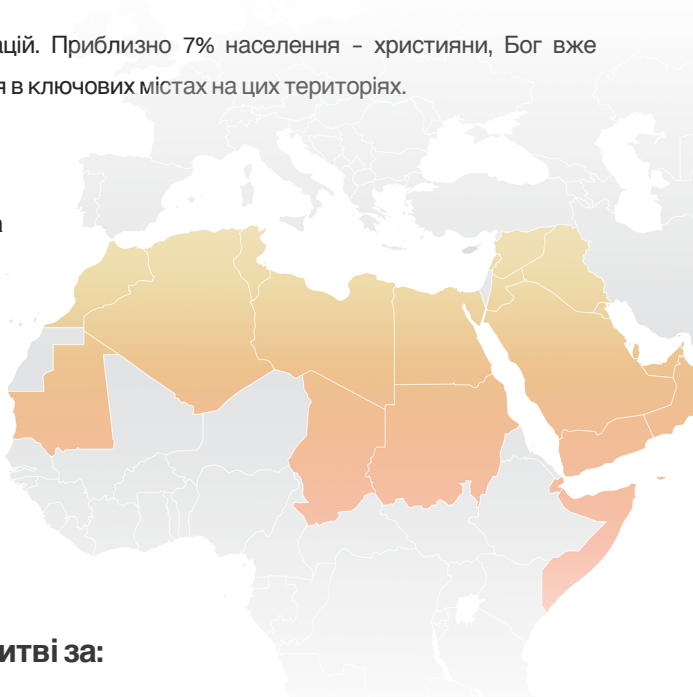 ацій. Приблизно 7% населення - християни, Бог вже
я в ключових містах на цих територіях.
а
итві за: